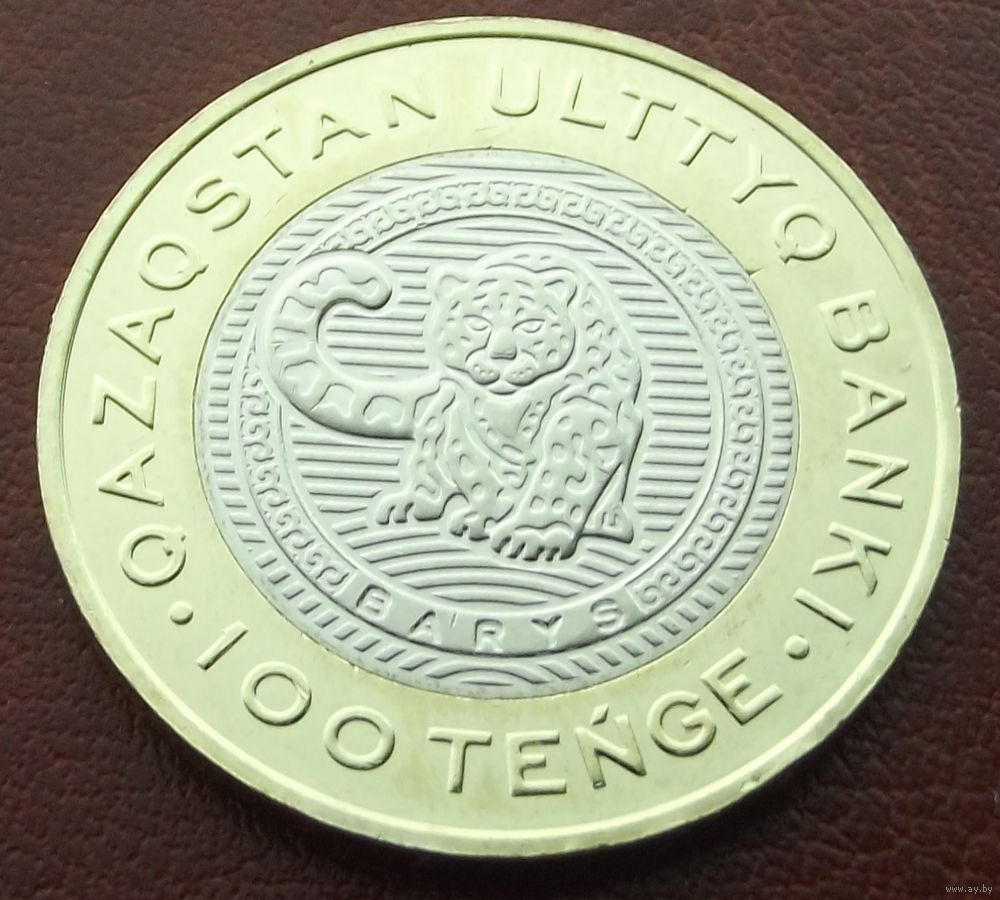 QAZAQSTAN ULTTYQ BANKI
• 100 TEŃGE •
BARYS
www.ay.by